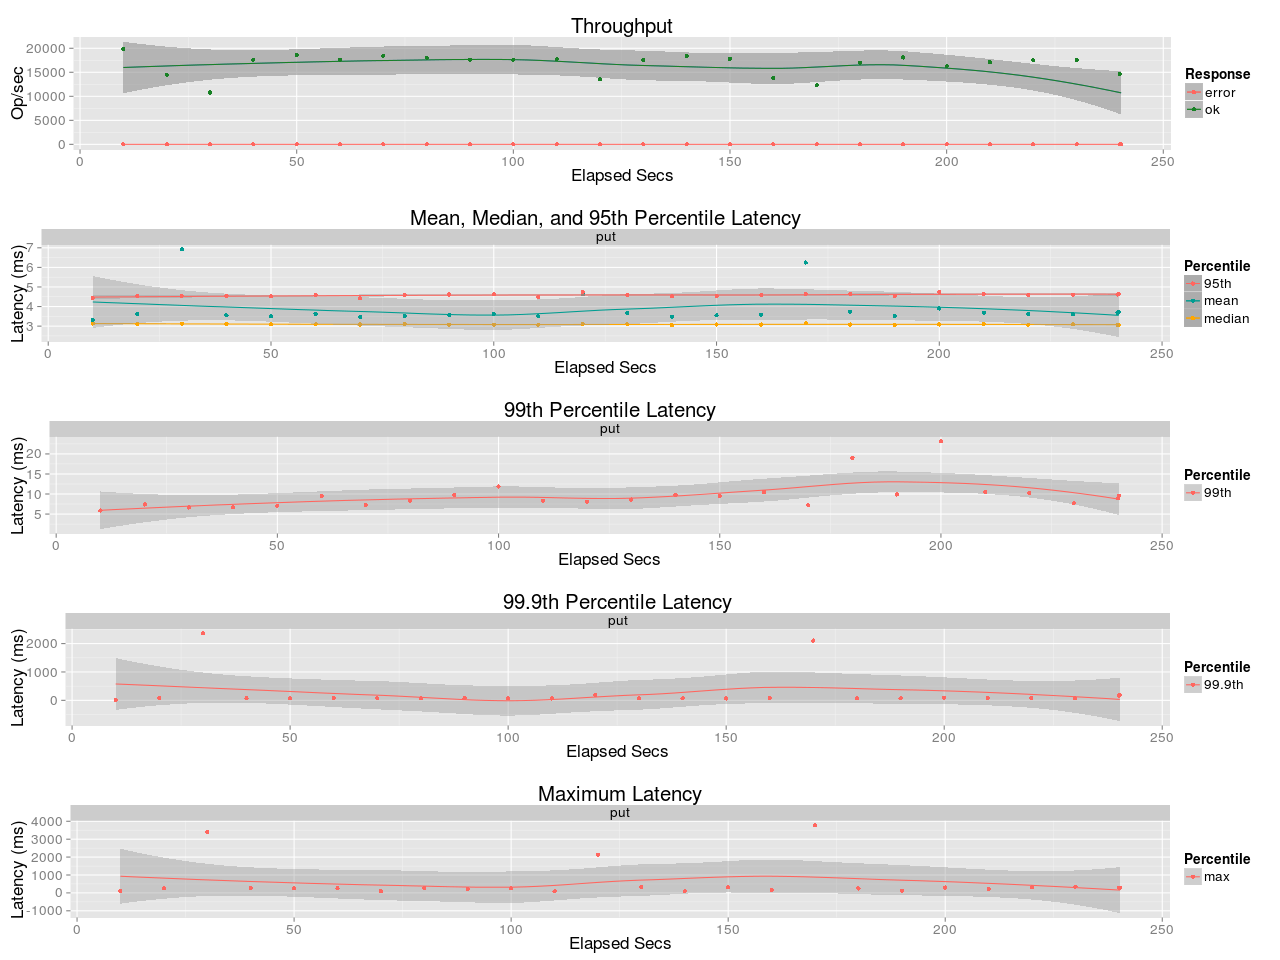 Throughput
20000
15000
10000
5000
0
Op/sec
0 50 100 150 200 250
Elapsed Secs
Response
error
ok
Mean, Median, and 95th Percentile Latency
put
7
6
5
4
3
Latency (ms)
0 50 100 150 200 250
Elapsed Secs
Percentile
95th
mean
median
99th Percentile Latency
put
20
15
10
5
Latency (ms)
0 50 100 150 200 250
Elapsed Secs
Percentile
99th
99.9th Percentile Latency
put
2000
1000
0
Latency (ms)
0 50 100 150 200 250
Elapsed Secs
Percentile
99.9th
Maximum Latency
put
4000
3000
2000
1000
0
-1000
Latency (ms)
0 50 100 150 200 250
Elapsed Secs
Percentile
max